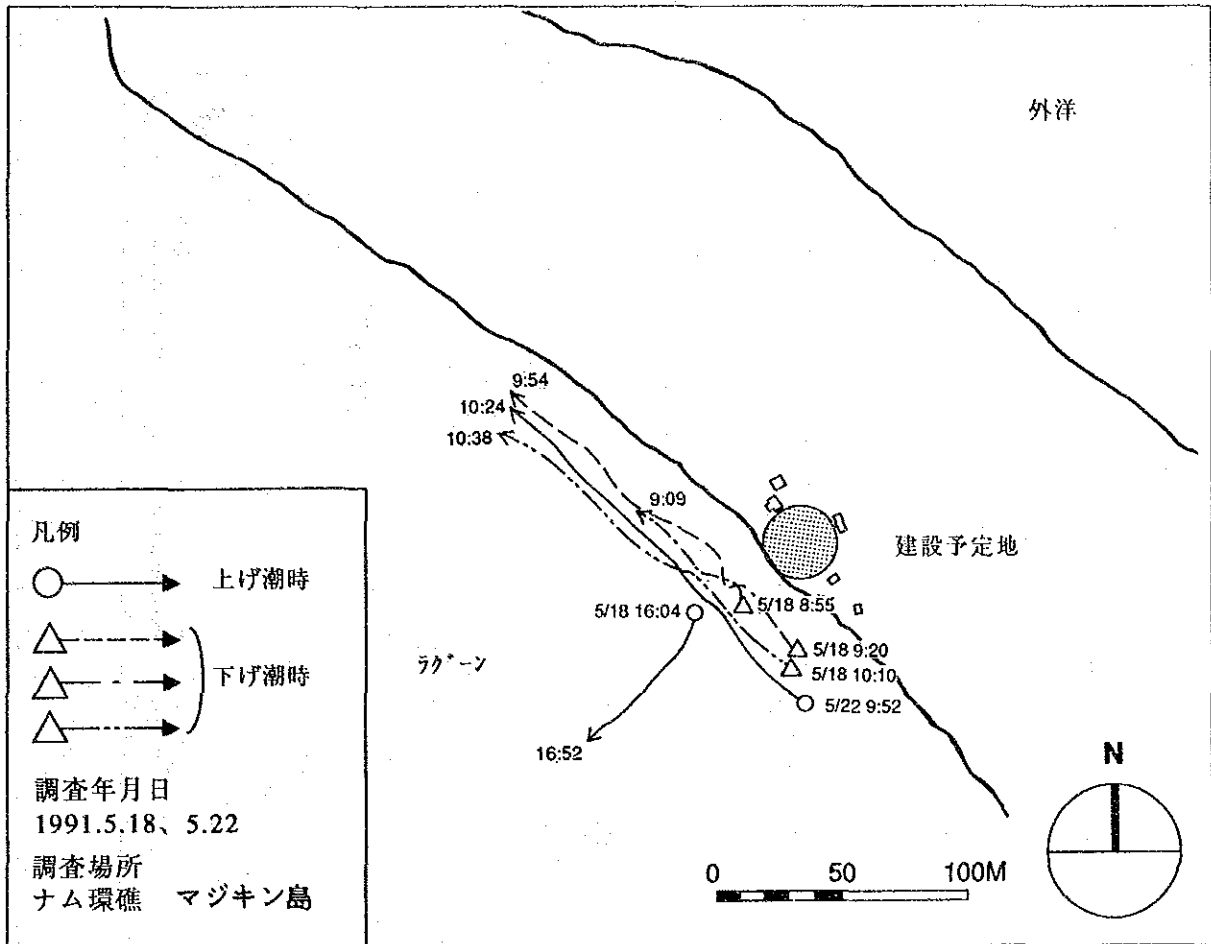 外洋
9:54
10:24
10:38
9:09
建設予定地
5/18 8:55
5/18 16:04
5/18 9:20
5/18 10:10
5/22 9:52
ラグーン
16:52
凡例
上げ潮時
下げ潮時
調査年月日
1991.5.18、5.22
調査場所
ナム環礁 マジキン島
N
0 50 100M